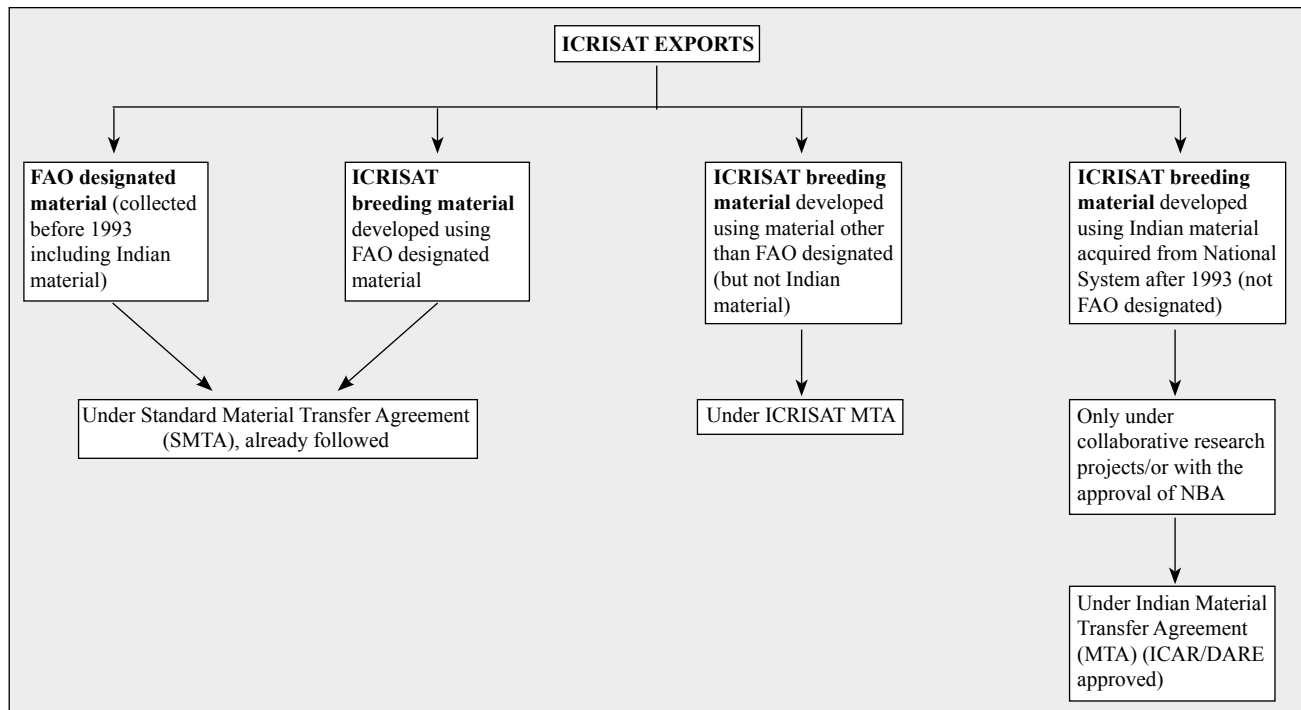 ICRISAT EXPORTS
FAO designated
material (collected
before 1993
including Indian
material)
ICRISAT
breeding material
developed using
FAO designated
material
ICRISAT breeding
material developed
using material other
than FAO designated
(but not Indian
material)
ICRISAT breeding
material developed
using Indian material
acquired from National
System after 1993 (not
FAO designated)
Under Standard Material Transfer Agreement
(SMTA), already followed
Under ICRISAT MTA
Only under
collaborative research
projects/or with the
approval of NBA
Under Indian Material
Transfer Agreement
(MTA) (ICAR/DARE
approved)